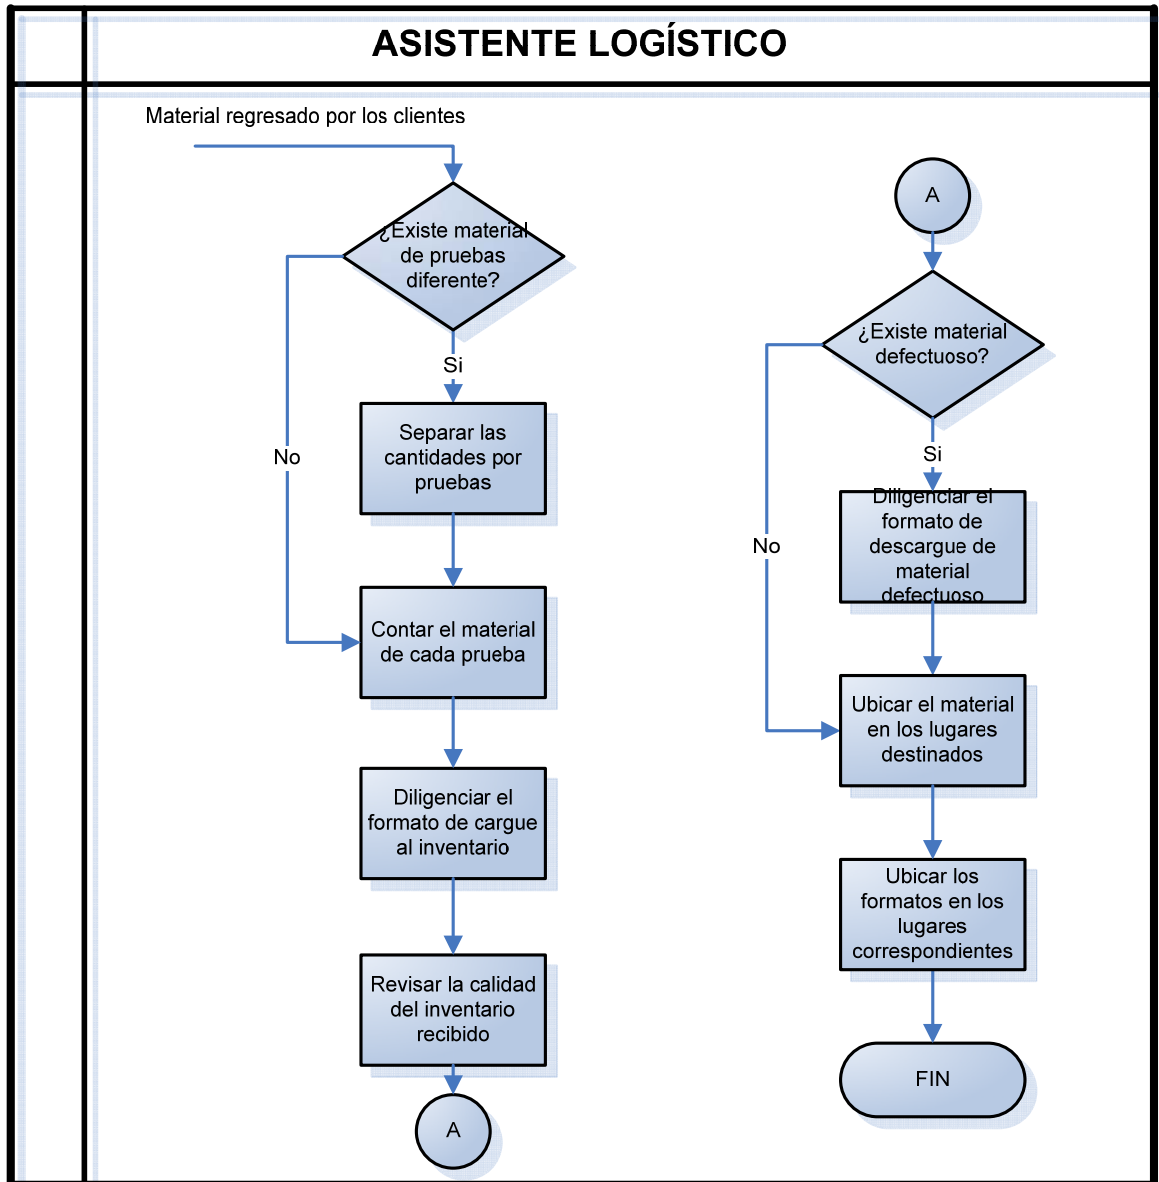 ASISTENTE LOGÍSTICO
Material regresado por los clientes
¿Existe material
de pruebas
diferente?
Si
No
Separar las
cantidades por
pruebas
Contar el material
de cada prueba
Diligenciar el
formato de cargue
al inventario
Revisar la calidad
del inventario
recibido
A
A
¿Existe material
defectuoso?
Si
No
Diligenciar el
formato de
descargue de
material
defectuoso
Ubicar el material
en los lugares
destinados
Ubicar los
formatos en los
lugares
correspondientes
FIN